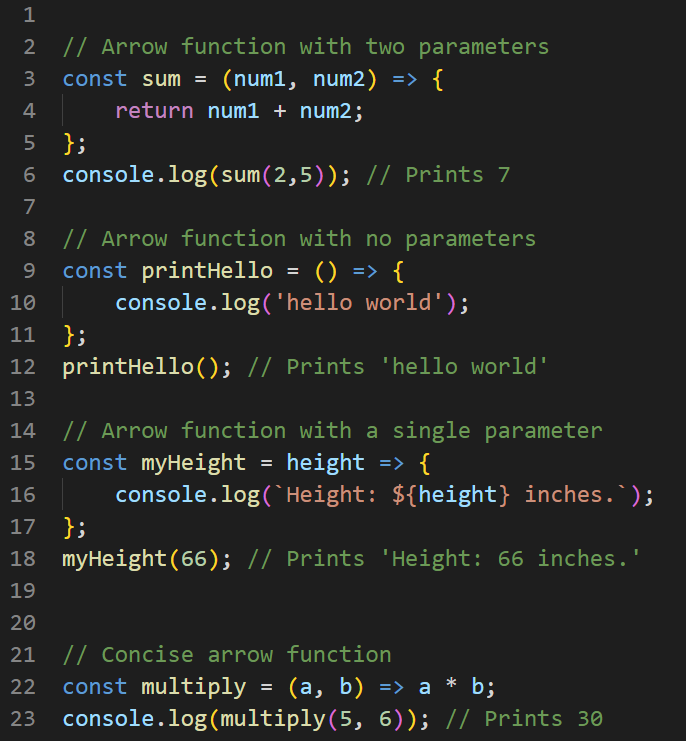 1
2 // Arrow function with two parameters
3 const sum = (num1, num2) => {
4     return num1 + num2;
5 };
6 console.log(sum(2,5)); // Prints 7
7
8 // Arrow function with no parameters
9 const printHello = () => {
10     console.log('hello world');
11 };
12 printHello(); // Prints 'hello world'
13
14 // Arrow function with a single parameter
15 const myHeight = height => {
16     console.log(`Height: ${height} inches.`);
17 };
18 myHeight(66); // Prints 'Height: 66 inches.'
19
20
21 // Concise arrow function
22 const multiply = (a, b) => a * b;
23 console.log(multiply(5, 6)); // Prints 30